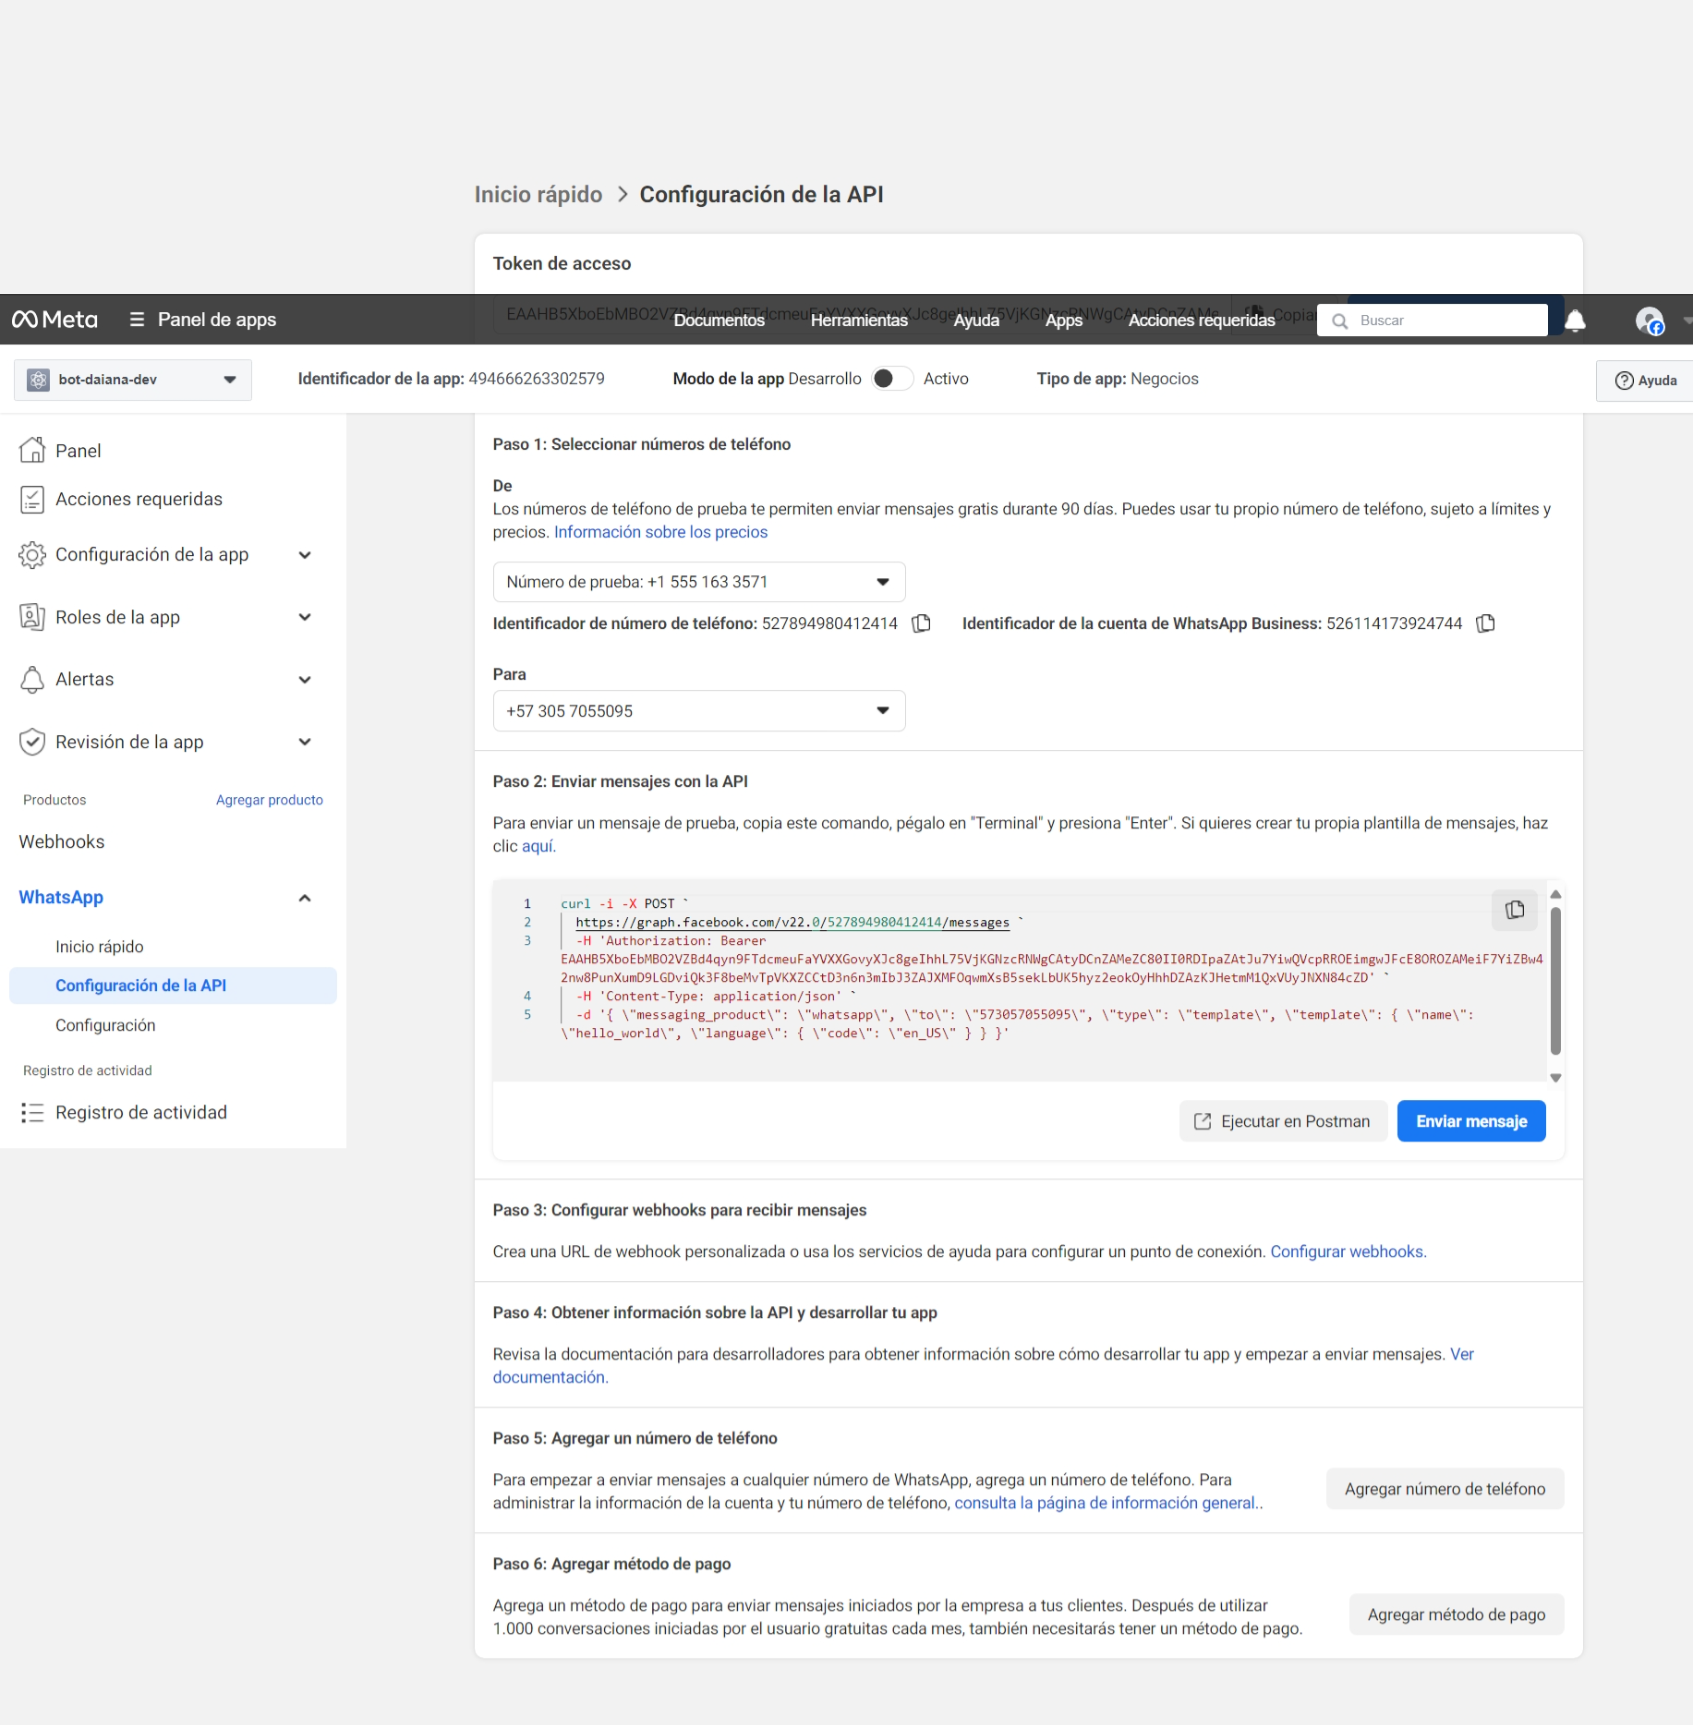 Inicio rápido > Configuración de la API
Token de acceso
Meta
Panel de apps
Documentos
Herramientas
Ayuda
Apps
Acciones requeridas
Buscar
Copiar
bot-daiana-dev
Identificador de la app: 494666263302579
Modo de la app Desarrollo
Activo
Tipo de app: Negocios
Ayuda
Panel
Acciones requeridas
Configuración de la app
Roles de la app
Alertas
Revisión de la app
Productos
Agregar producto
Webhooks
WhatsApp
Inicio rápido
Configuración de la API
Configuración
Registro de actividad
Registro de actividad
Paso 1: Seleccionar números de teléfono
De
Los números de teléfono de prueba te permiten enviar mensajes gratis durante 90 días. Puedes usar tu propio número de teléfono, sujeto a límites y
precios. Información sobre los precios
Número de prueba: +1 555 163 3571
Identificador de número de teléfono: 527894980412414
Identificador de la cuenta de WhatsApp Business: 526114173924744
Para
+57 305 7055095
Paso 2: Enviar mensajes con la API
Para enviar un mensaje de prueba, copia este comando, pégalo en "Terminal" y presiona "Enter". Si quieres crear tu propia plantilla de mensajes, haz
clic aquí.
1 curl -i -X POST `
2 https://graph.facebook.com/v22.0/527894980412414/messages `
3 -H 'Authorization: Bearer
EAAHB5XboEbMBO2VZBd4qyn9FTdcmeuFaYVXXGovyXJc8geIhhL75VjKGNzcRNWgCAtyDCnZAMeZC80II0RDIpaZAtJu7YiwQVcpRROEimgwJFcE8OROZAMeiF7YiZBw4
2nw8PunXumD9LGDviQk3F8beMvTpVKXZCCtD3n6n3mIbJ3ZAJXMFOqwmXsB5sekLbUK5hyz2eokOyHhhDZAzKJHetmM1QxVUyJNXN84cZD' `
4 -H 'Content-Type: application/json' `
5 -d '{ \"messaging_product\": \"whatsapp\", \"to\": \"573057055095\", \"type\": \"template\", \"template\": { \"name\":
\"hello_world\", \"language\": { \"code\": \"en_US\" } } }'
Ejecutar en Postman
Enviar mensaje
Paso 3: Configurar webhooks para recibir mensajes
Crea una URL de webhook personalizada o usa los servicios de ayuda para configurar un punto de conexión. Configurar webhooks.
Paso 4: Obtener información sobre la API y desarrollar tu app
Revisa la documentación para desarrolladores para obtener información sobre cómo desarrollar tu app y empezar a enviar mensajes. Ver
documentación.
Paso 5: Agregar un número de teléfono
Para empezar a enviar mensajes a cualquier número de WhatsApp, agrega un número de teléfono. Para
administrar la información de la cuenta y tu número de teléfono, consulta la página de información general..
Agregar número de teléfono
Paso 6: Agregar método de pago
Agrega un método de pago para enviar mensajes iniciados por la empresa a tus clientes. Después de utilizar
1.000 conversaciones iniciadas por el usuario gratuitas cada mes, también necesitarás tener un método de pago.
Agregar método de pago